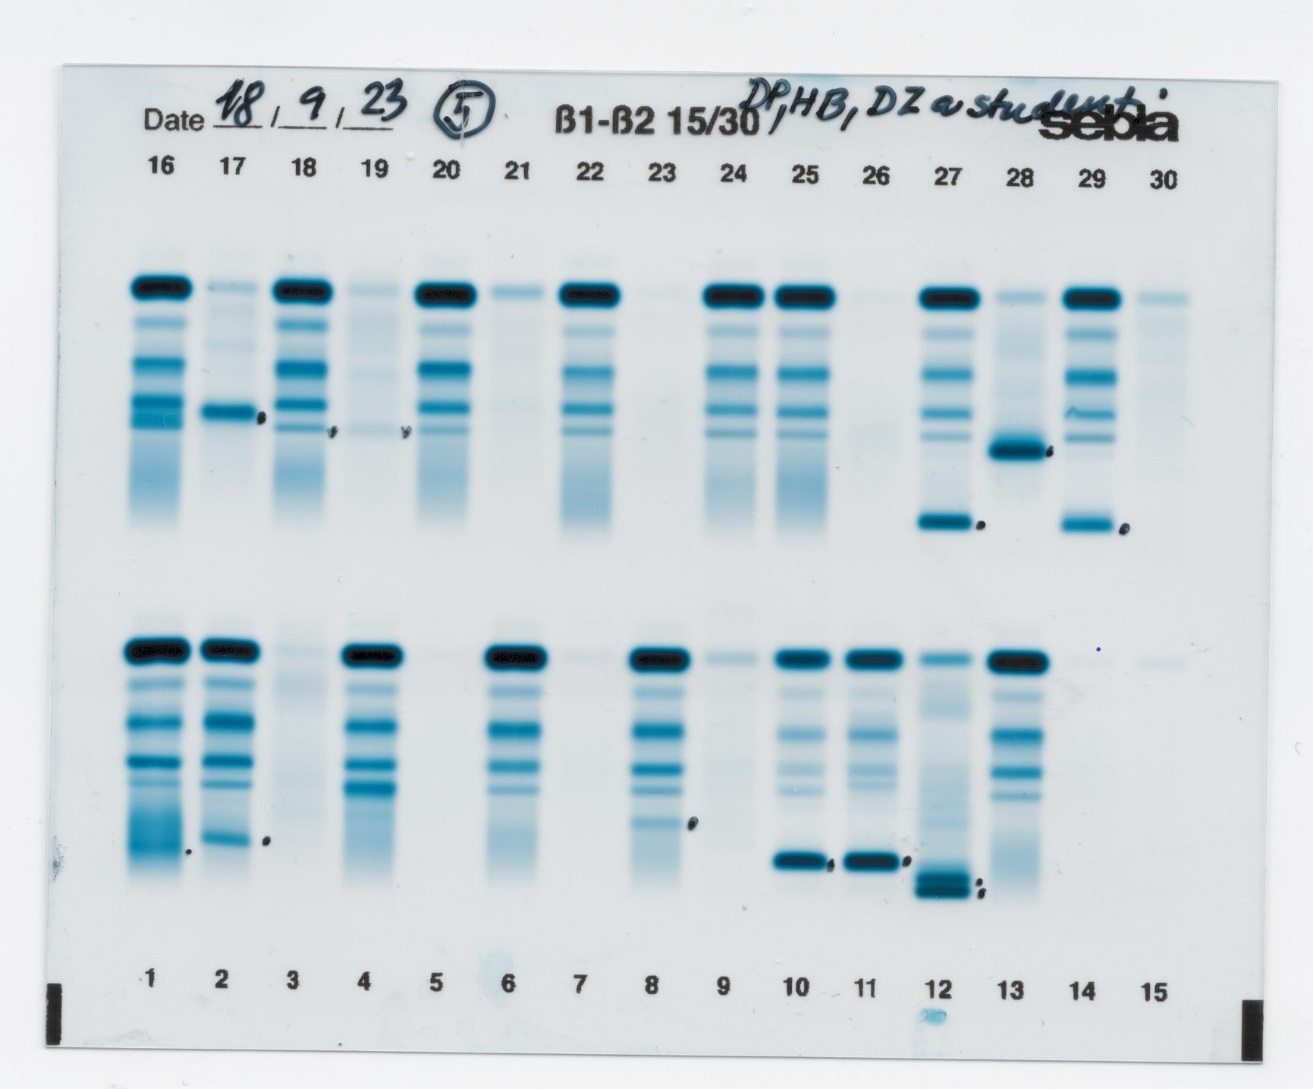 Date 18/9/23 5 β1-β2 15/30 DP, HB, DZ a studenti sebia
16 17 18 19 20 21 22 23 24 25 26 27 28 29 30
1 2 3 4 5 6 7 8 9 10 11 12 13 14 15